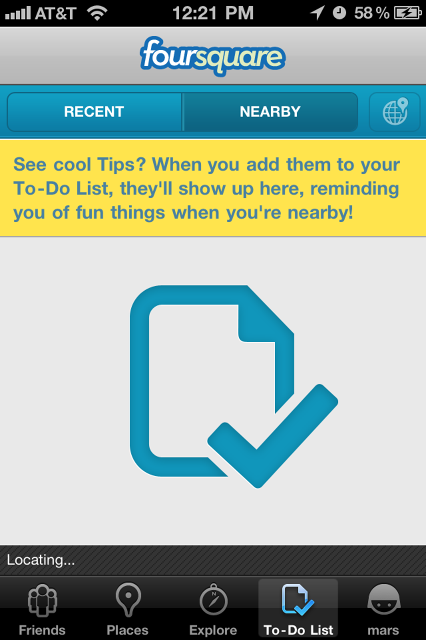 AT&T 12:21 PM 58%
foursquare
RECENT NEARBY
See cool Tips? When you add them to your
To-Do List, they'll show up here, reminding
you of fun things when you're nearby!
Locating...
Friends Places Explore To-Do List mars